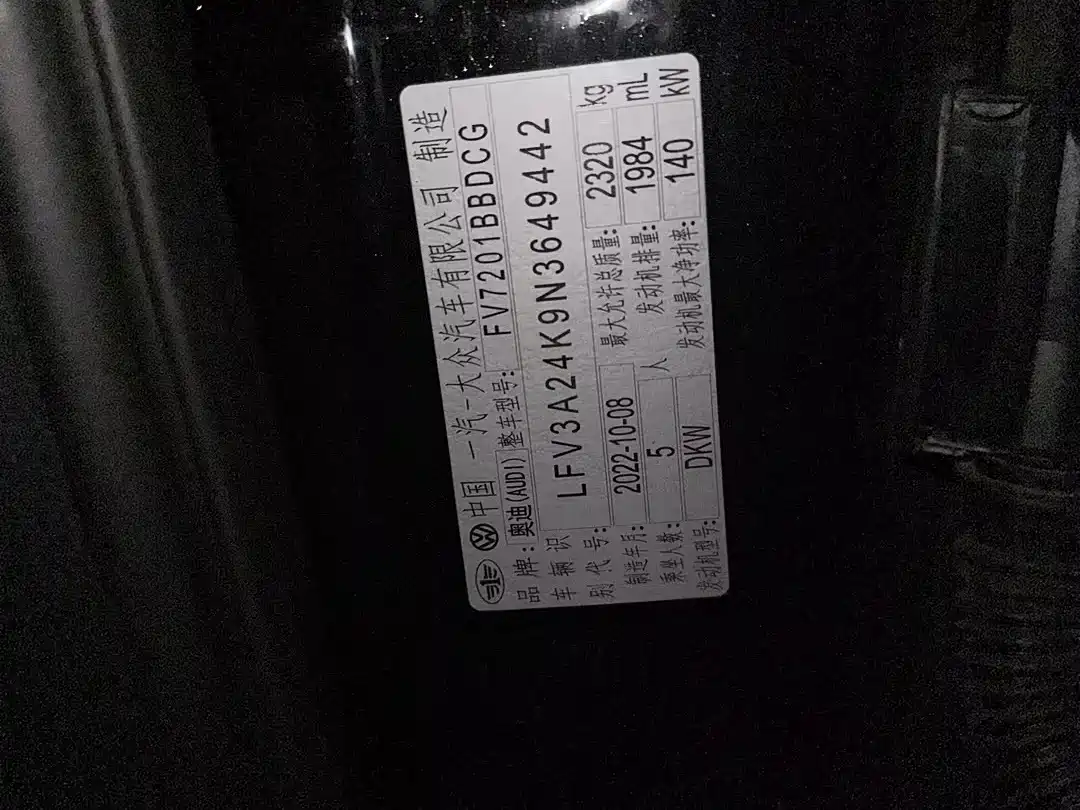 中国 一汽-大众汽车有限公司 制造
品牌: 奥迪(AUDI) 整车型号: FV7201BBDCG
车辆识别代号: LFV3A24K9N3649442
制造年月: 2022-10-08 最大允许总质量: 2320 kg
乘坐人数: 5 人 发动机排量: 1984 mL
发动机型号: DKW 发动机最大净功率: 140 kW